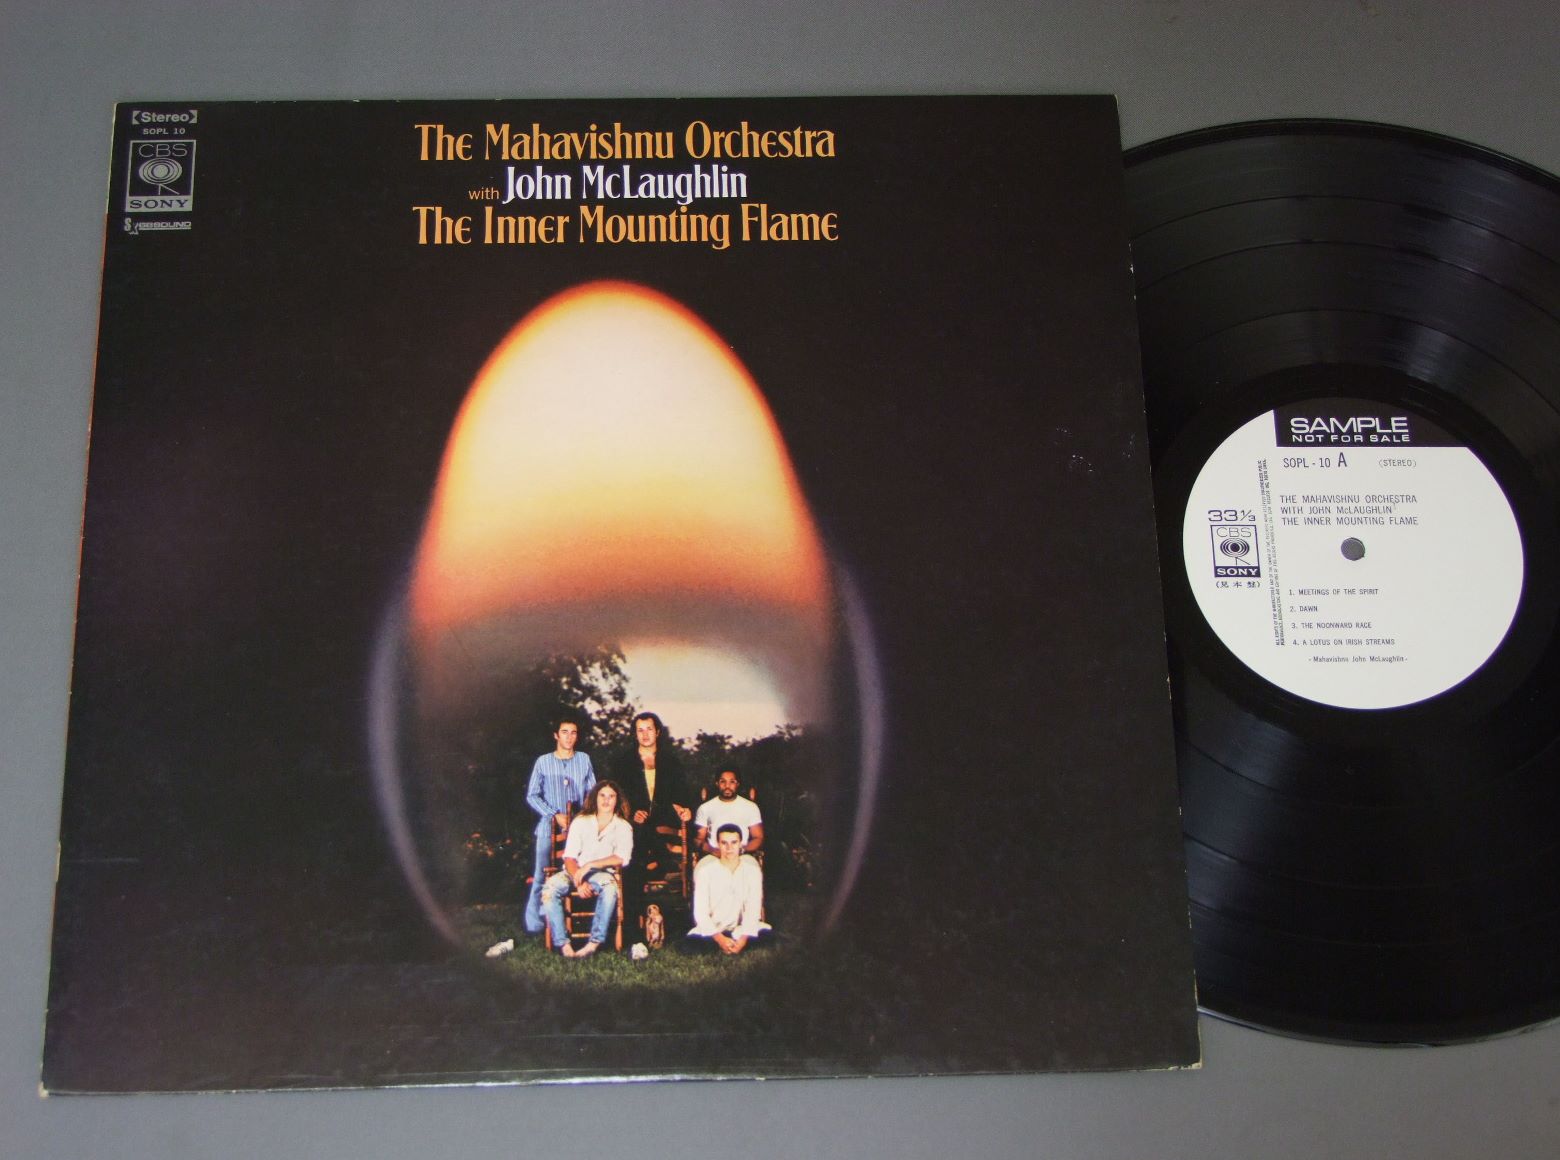 【Stereo】
SOPL 10
CBS
SONY
The Mahavishnu Orchestra
with John McLaughlin
The Inner Mounting Flame
SAMPLE
NOT FOR SALE
SOPL - 10 A (STEREO)
THE MAHAVISHNU ORCHESTRA
WITH JOHN McLAUGHLIN
THE INNER MOUNTING FLAME
33 1/3
CBS
SONY
(見本盤)
1. MEETINGS OF THE SPIRIT
2. DAWN
3. THE NOONWARD RACE
4. A LOTUS ON IRISH STREAMS
- Mahavishnu John McLaughlin -